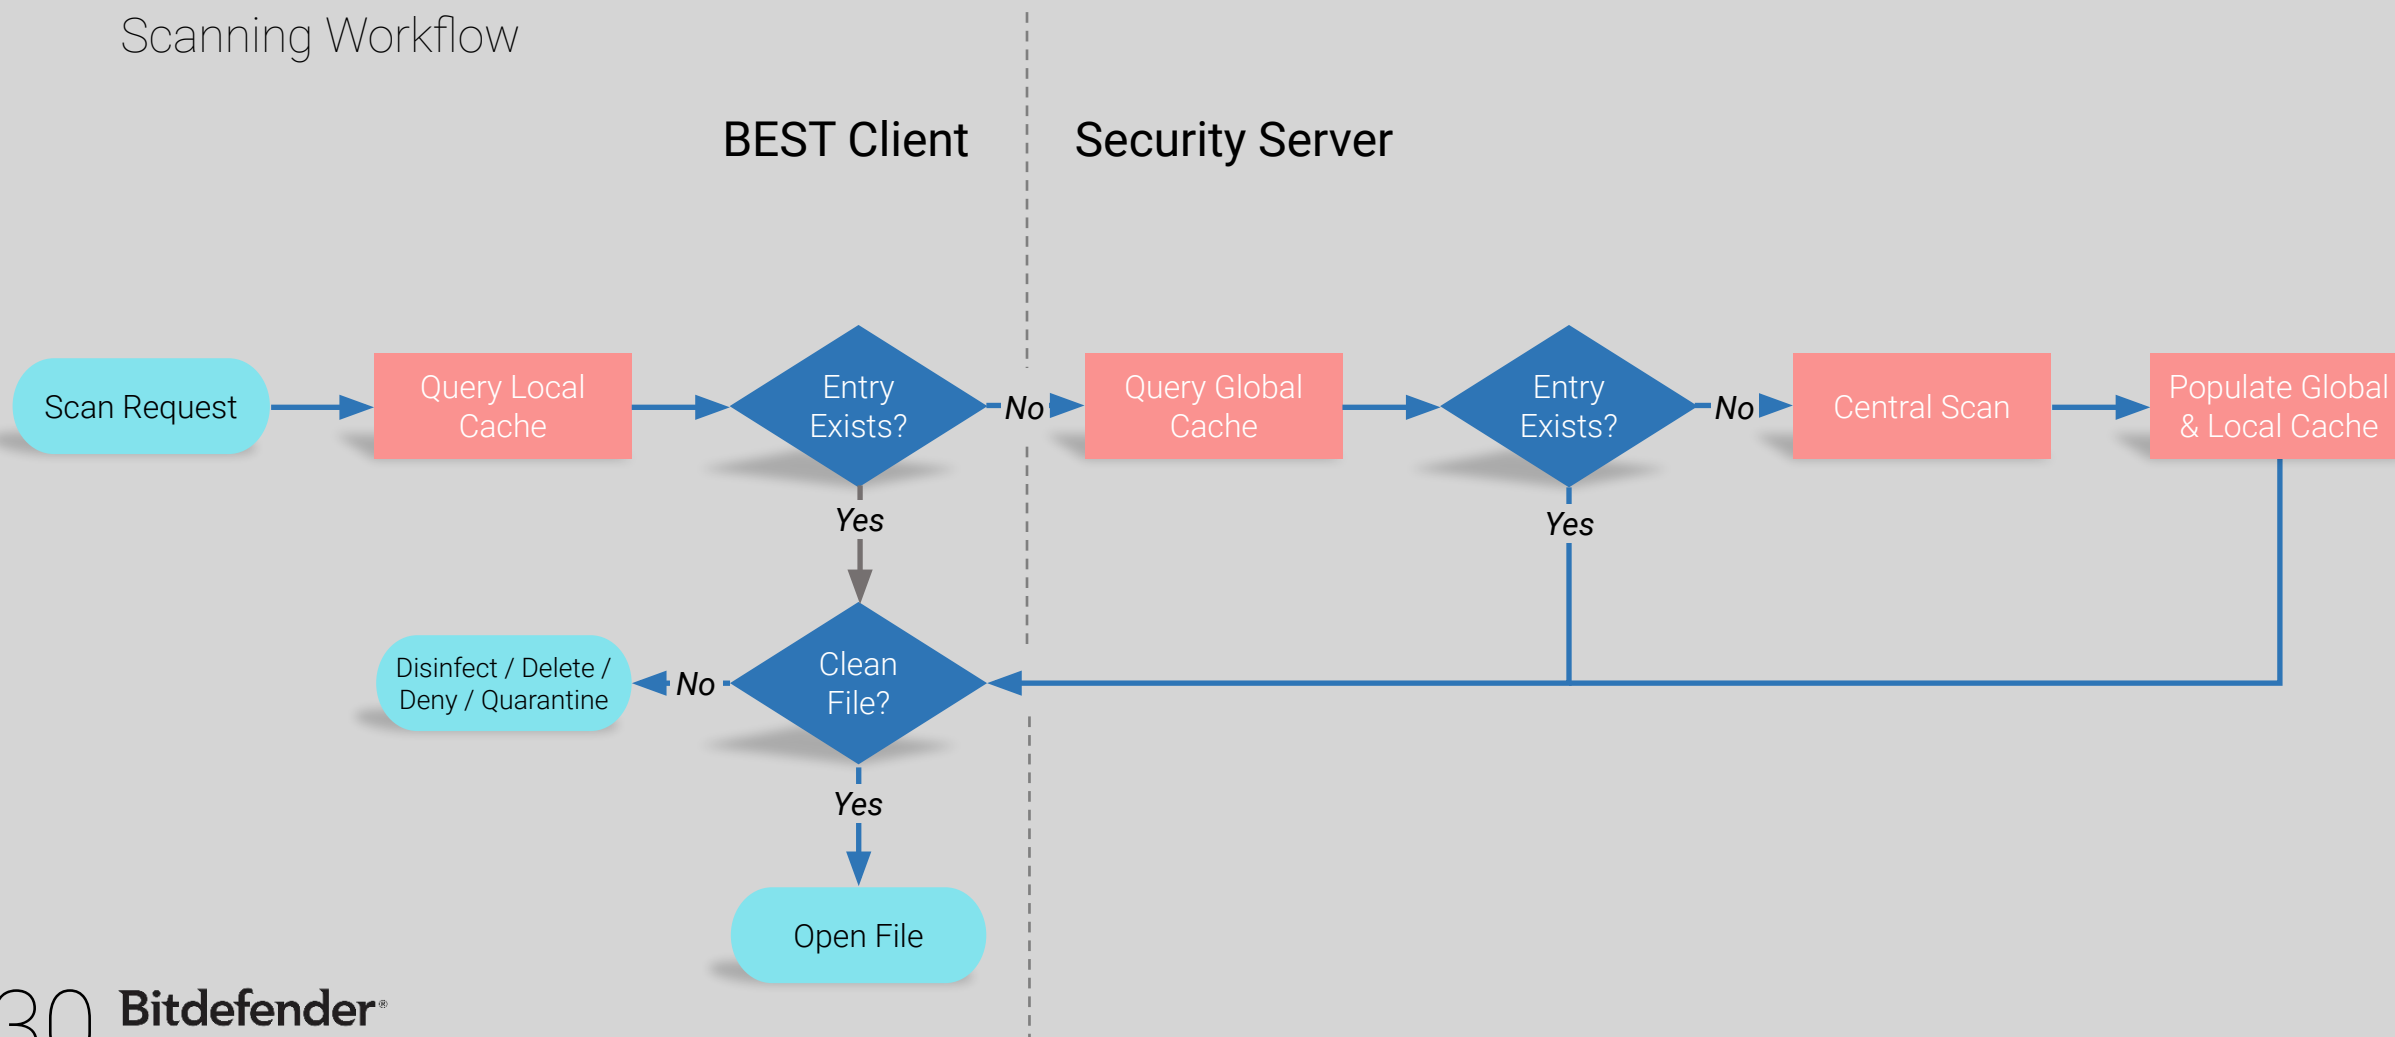 Scanning Workflow
BEST Client
Security Server
Scan Request
Query Local
Cache
Entry
Exists?
No
Query Global
Cache
Entry
Exists?
No
Central Scan
Populate Global
& Local Cache
Yes
Yes
Disinfect / Delete /
Deny / Quarantine
No
Clean
File?
Yes
Open File
30
Bitdefender®